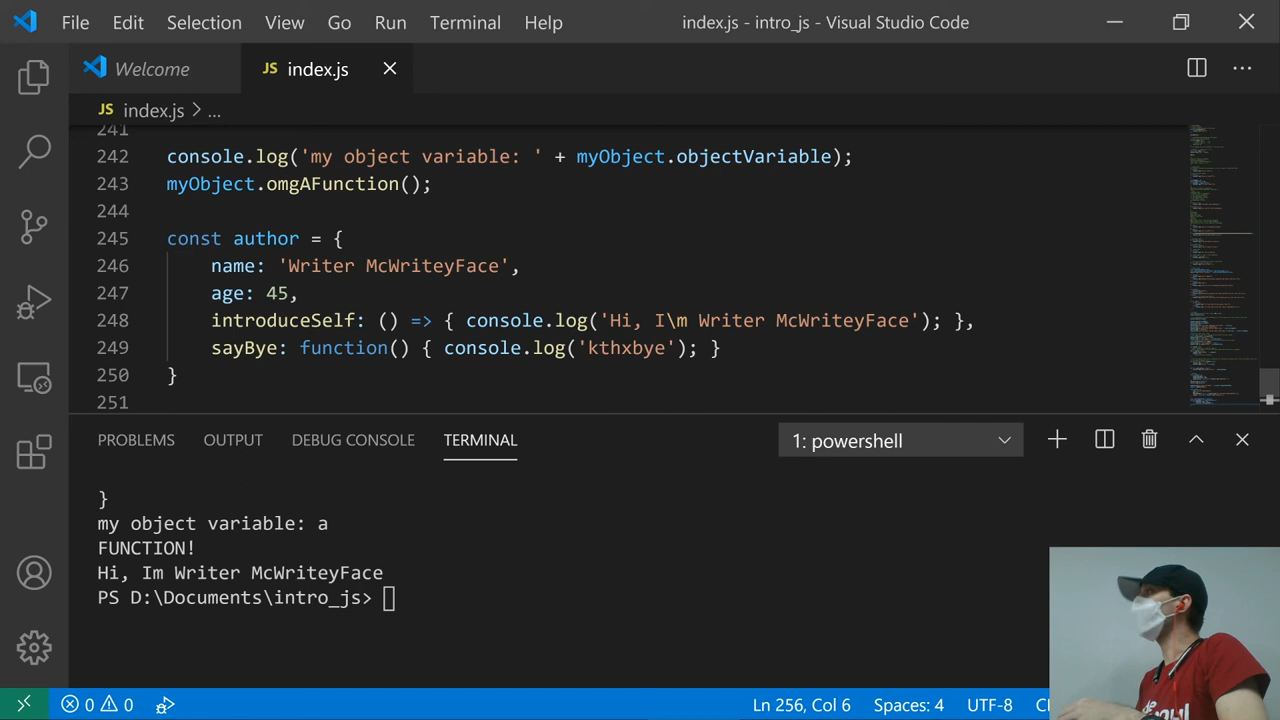 File Edit Selection View Go Run Terminal Help index.js - intro_js - Visual Studio Code
Welcome JS index.js
JS index.js > ...
241
242 console.log('my object variable: ' + myObject.objectVariable);
243 myObject.omgAFunction();
244
245 const author = {
246 name: 'Writer McWriteyFace',
247 age: 45,
248 introduceSelf: () => { console.log('Hi, I\m Writer McWriteyFace'); },
249 sayBye: function() { console.log('kthxbye'); }
250 }
251
PROBLEMS OUTPUT DEBUG CONSOLE TERMINAL 1: powershell
}
my object variable: a
FUNCTION!
Hi, Im Writer McWriteyFace
PS D:\Documents\intro_js>
0 0 Ln 256, Col 6 Spaces: 4 UTF-8